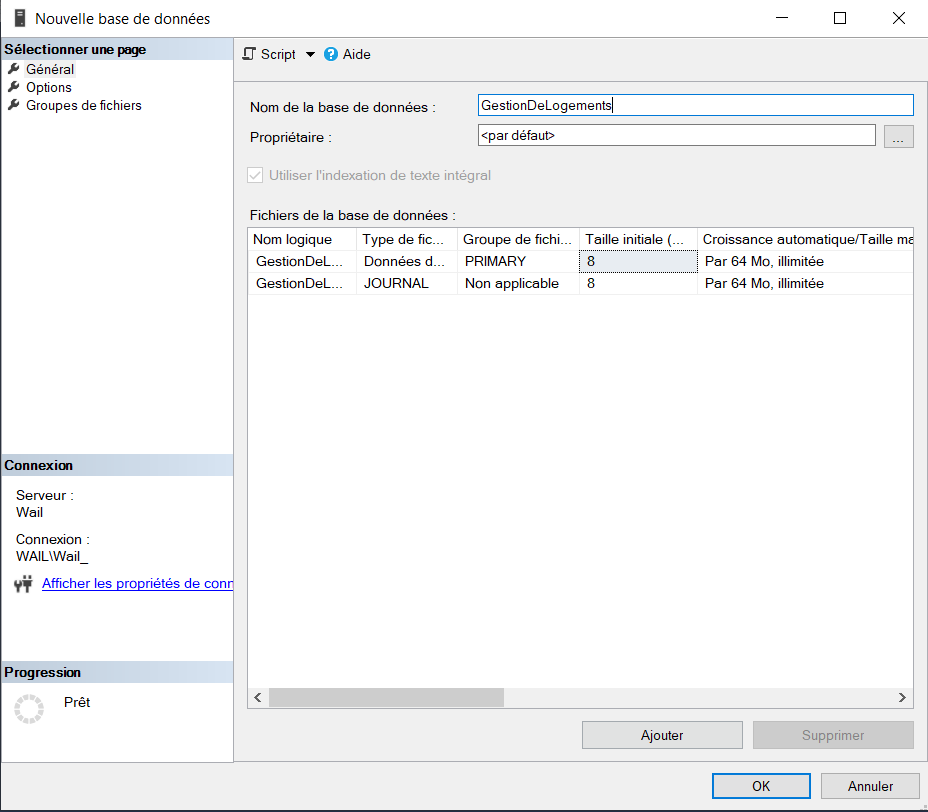 Nouvelle base de données
Sélectionner une page
Général
Options
Groupes de fichiers
Script
Aide
Nom de la base de données :
GestionDeLogements
Propriétaire :
<par défaut>
...
Utiliser l'indexation de texte intégral
Fichiers de la base de données :
Nom logique Type de fic... Groupe de fichi... Taille initiale (... Croissance automatique/Taille ma
GestionDeL... Données d... PRIMARY 8 Par 64 Mo, illimitée
GestionDeL... JOURNAL Non applicable 8 Par 64 Mo, illimitée
Connexion
Serveur :
Wail
Connexion :
WAIL\Wail_
Afficher les propriétés de conn
Progression
Prêt
Ajouter
Supprimer
OK
Annuler